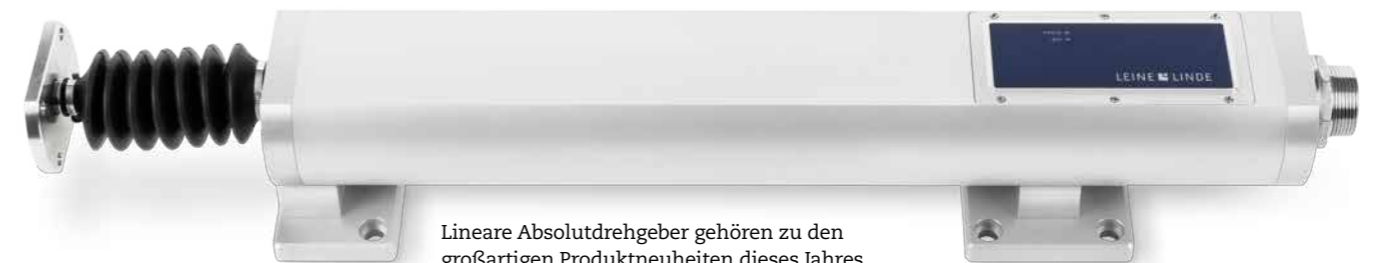 LEINE LINDE
Lineare Absolutdrehgeber gehören zu den
großartigen Produktneuheiten dieses Jahres